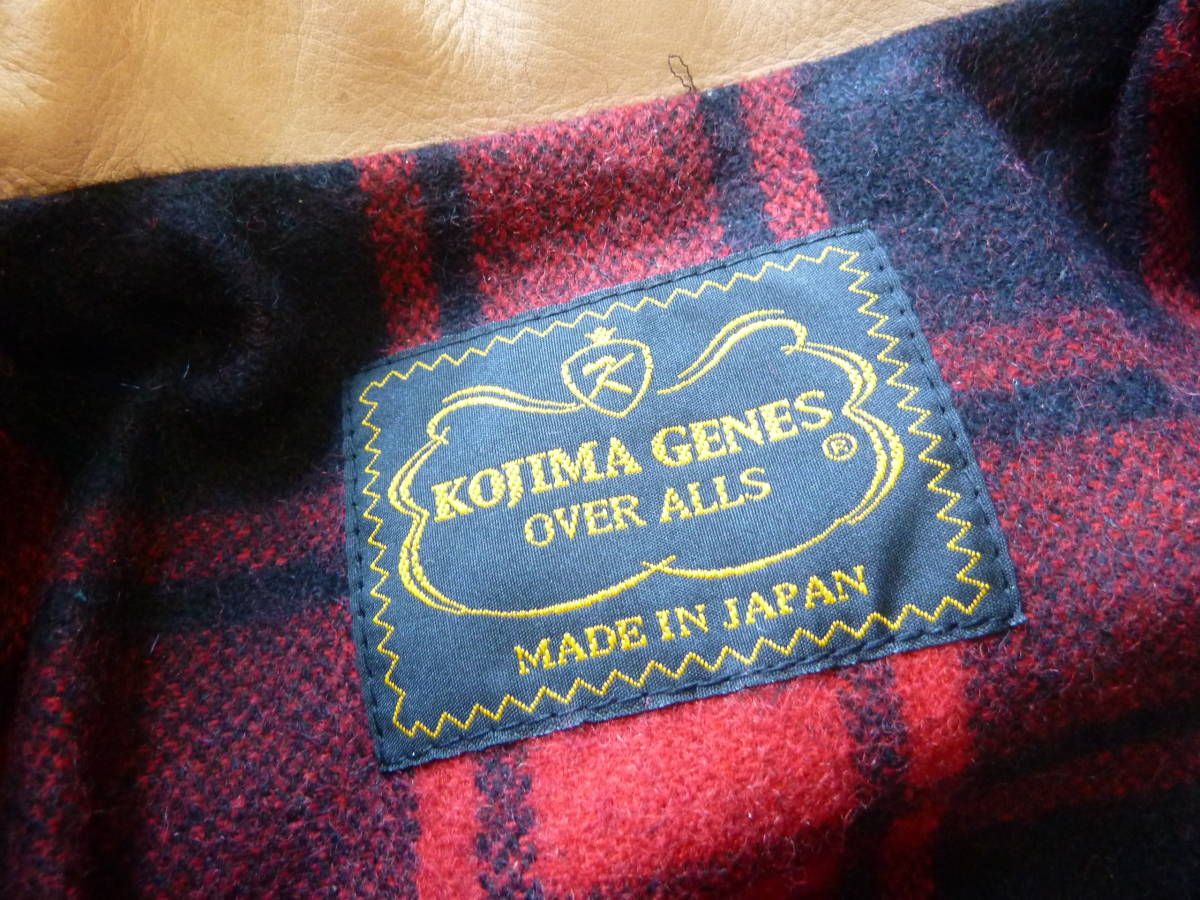 K
KOJIMA GENES
®
OVER ALLS
MADE IN JAPAN